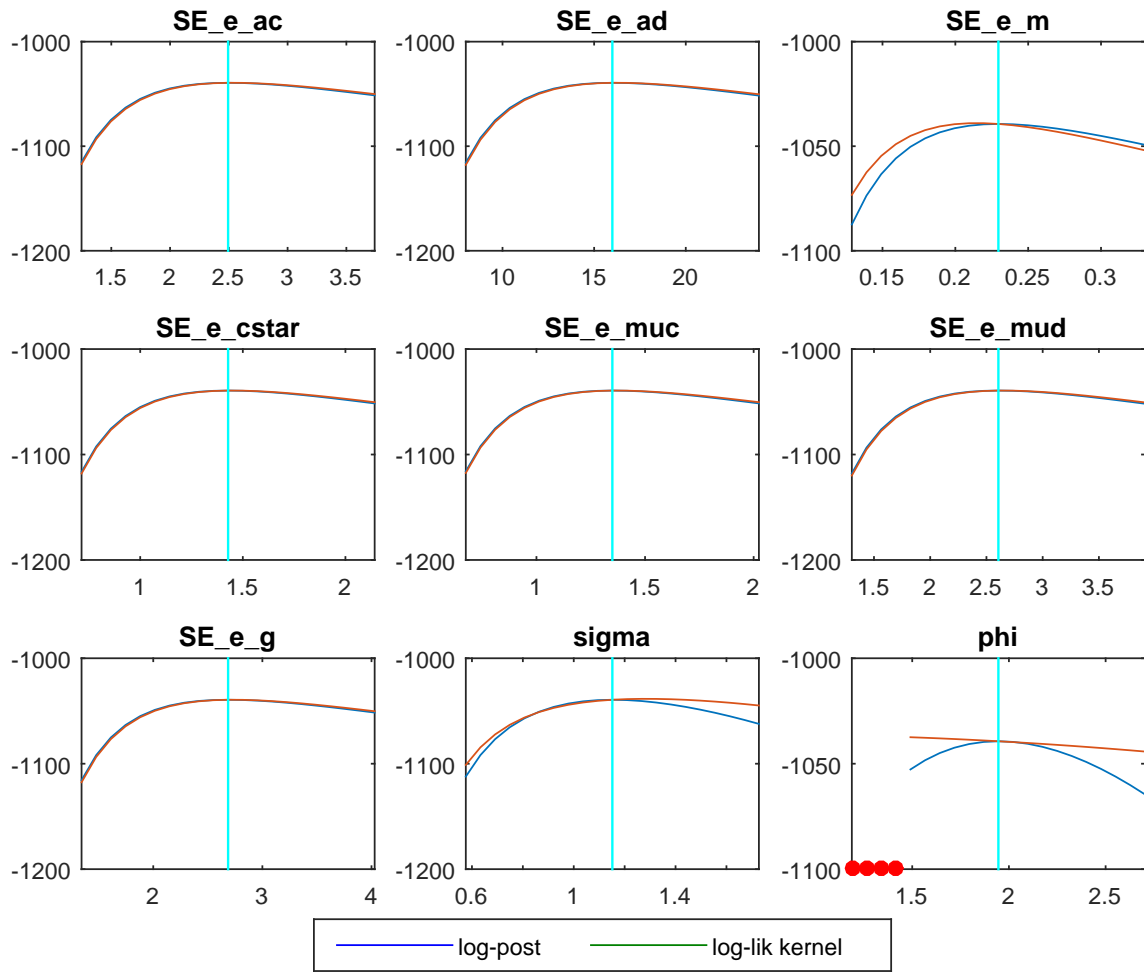 SE_e_ac SE_e_ad SE_e_m
-1000 -1000 -1000
-1100 -1100 -1050
-1200 -1200 -1100
1.5 2 2.5 3 3.5 10 15 20 0.15 0.2 0.25 0.3
SE_e_cstar SE_e_muc SE_e_mud
-1000 -1000 -1000
-1100 -1100 -1100
-1200 -1200 -1200
1 1.5 2 1 1.5 2 1.5 2 2.5 3 3.5
SE_e_g sigma phi
-1000 -1000 -1000
-1100 -1100 -1050
-1200 -1200 -1100
2 3 4 0.6 1 1.4 1.5 2 2.5
log-post log-lik kernel